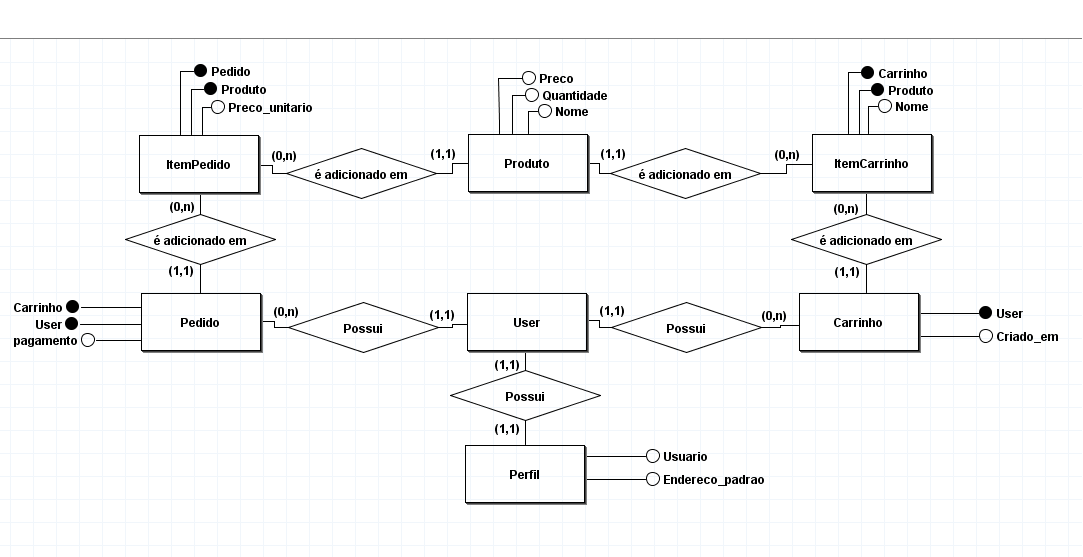 Pedido
Produto
Preco_unitario
Preco
Quantidade
Nome
Carrinho
Produto
Nome
ItemPedido
(0,n)
é adicionado em
(1,1)
Produto
(1,1)
é adicionado em
(0,n)
ItemCarrinho
(0,n)
é adicionado em
(1,1)
(0,n)
é adicionado em
(1,1)
Carrinho
User
pagamento
Pedido
(0,n)
Possui
(1,1)
User
(1,1)
Possui
(0,n)
Carrinho
User
Criado_em
(1,1)
Possui
(1,1)
Perfil
Usuario
Endereco_padrao